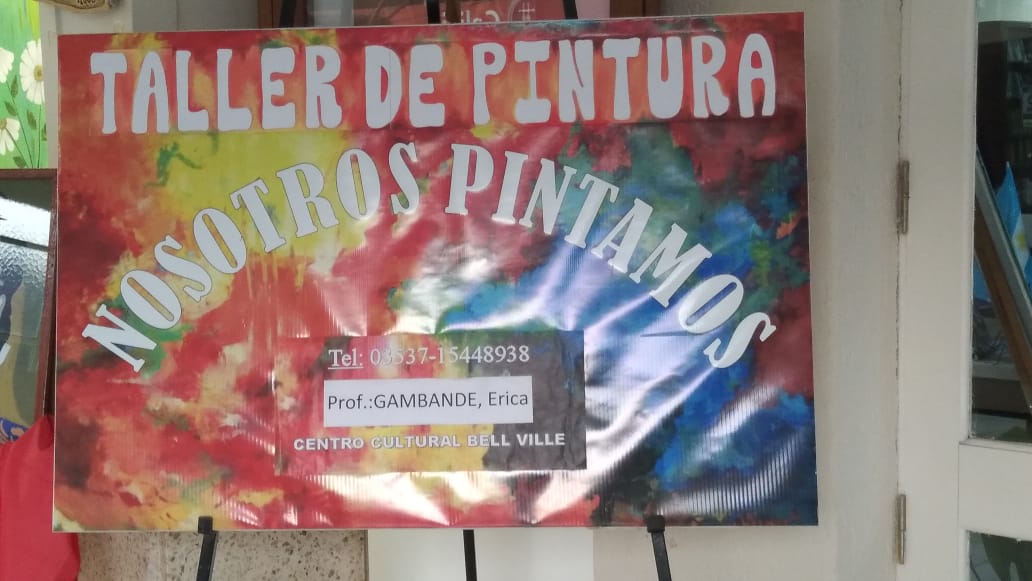 TALLER DE PINTURA
NOSOTROS PINTAMOS
Tel: 03537-15448938
Prof.:GAMBANDE, Erica
CENTRO CULTURAL BELL VILLE